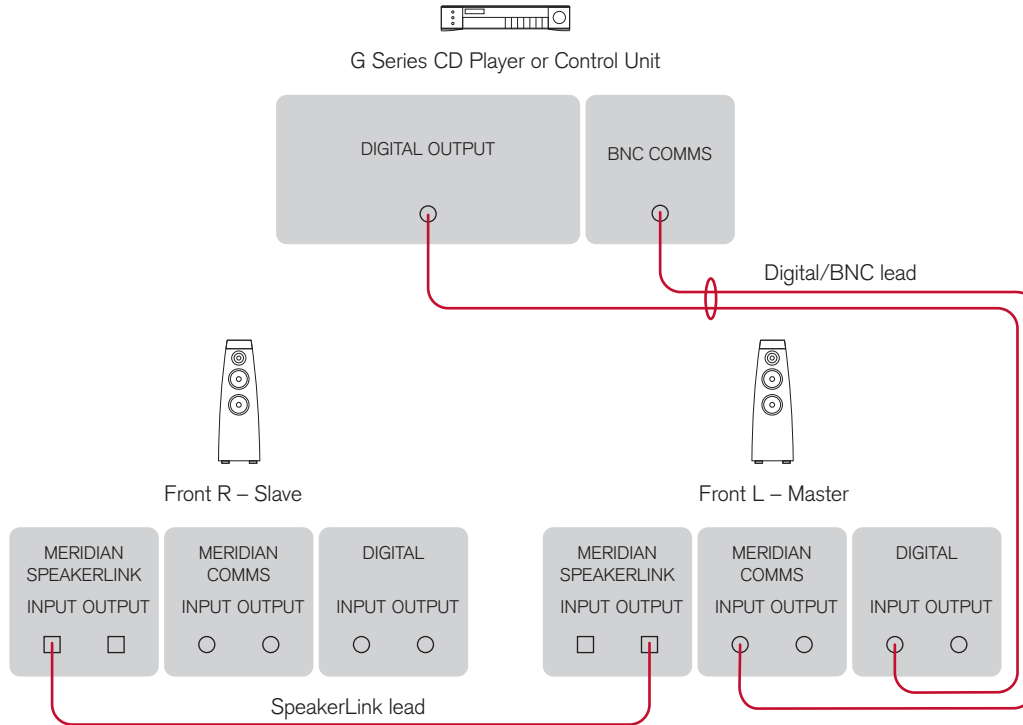 G Series CD Player or Control Unit
DIGITAL OUTPUT
BNC COMMS
Digital/BNC lead
Front R – Slave
Front L – Master
MERIDIAN
SPEAKERLINK
INPUT OUTPUT
MERIDIAN
COMMS
INPUT OUTPUT
DIGITAL
INPUT OUTPUT
MERIDIAN
SPEAKERLINK
INPUT OUTPUT
MERIDIAN
COMMS
INPUT OUTPUT
DIGITAL
INPUT OUTPUT
SpeakerLink lead